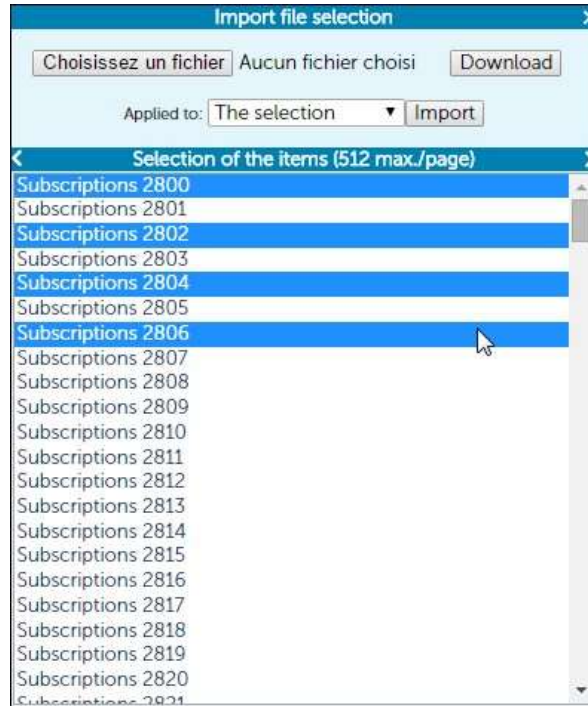 Import file selection
Choisissez un fichier Aucun fichier choisi Download
Applied to: The selection Import
Selection of the items (512 max./page)
Subscriptions 2800
Subscriptions 2801
Subscriptions 2802
Subscriptions 2803
Subscriptions 2804
Subscriptions 2805
Subscriptions 2806
Subscriptions 2807
Subscriptions 2808
Subscriptions 2809
Subscriptions 2810
Subscriptions 2811
Subscriptions 2812
Subscriptions 2813
Subscriptions 2814
Subscriptions 2815
Subscriptions 2816
Subscriptions 2817
Subscriptions 2818
Subscriptions 2819
Subscriptions 2820
Subscriptions 2821